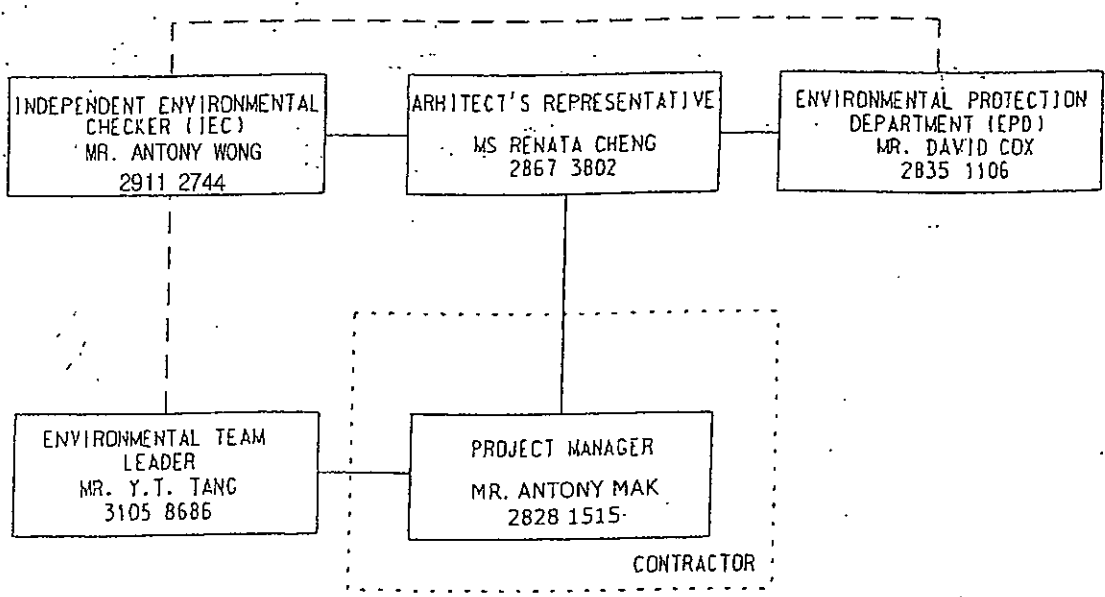 INDEPENDENT ENVIRONMENTAL
CHECKER (IEC)
MR. ANTONY WONG
2911 2744
ARHITECT'S REPRESENTATIVE
MS RENATA CHENG
2867 3802
ENVIRONMENTAL PROTECTION
DEPARTMENT (EPD)
MR. DAVID COX
2835 1106
ENVIRONMENTAL TEAM
LEADER
MR. Y.T. TANG
3105 8686
PROJECT MANAGER
MR. ANTONY MAK
2828 1515
CONTRACTOR